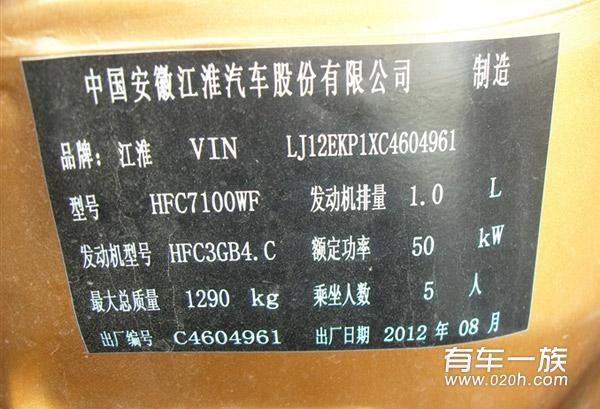 中国安徽江淮汽车股份有限公司 制造
品牌: 江淮 VIN LJ12EKP1XC4604961
型号 HFC7100WF 发动机排量 1.0 L
发动机型号 HFC3GB4.C 额定功率 50 kW
最大总质量 1290 kg 乘坐人数 5 人
出厂编号 C4604961 出厂日期 2012 年 08 月
有车一族
www.020h.com